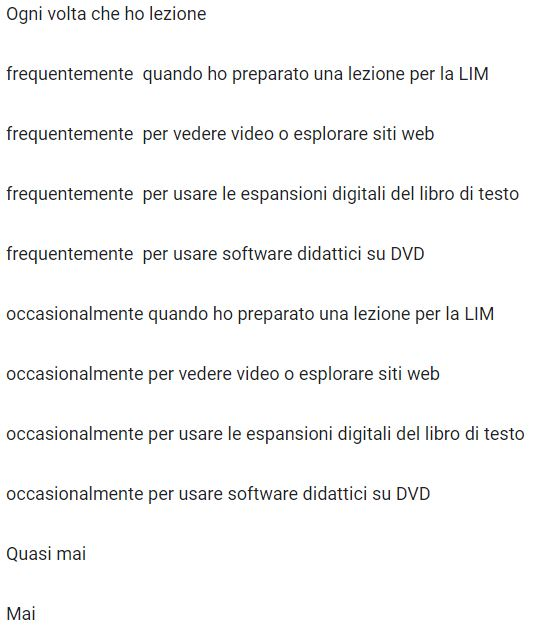 Ogni volta che ho lezione
frequentemente  quando ho preparato una lezione per la LIM
frequentemente  per vedere video o esplorare siti web
frequentemente  per usare le espansioni digitali del libro di testo
frequentemente  per usare software didattici su DVD
occasionalmente quando ho preparato una lezione per la LIM
occasionalmente per vedere video o esplorare siti web
occasionalmente per usare le espansioni digitali del libro di testo
occasionalmente per usare software didattici su DVD
Quasi mai
Mai